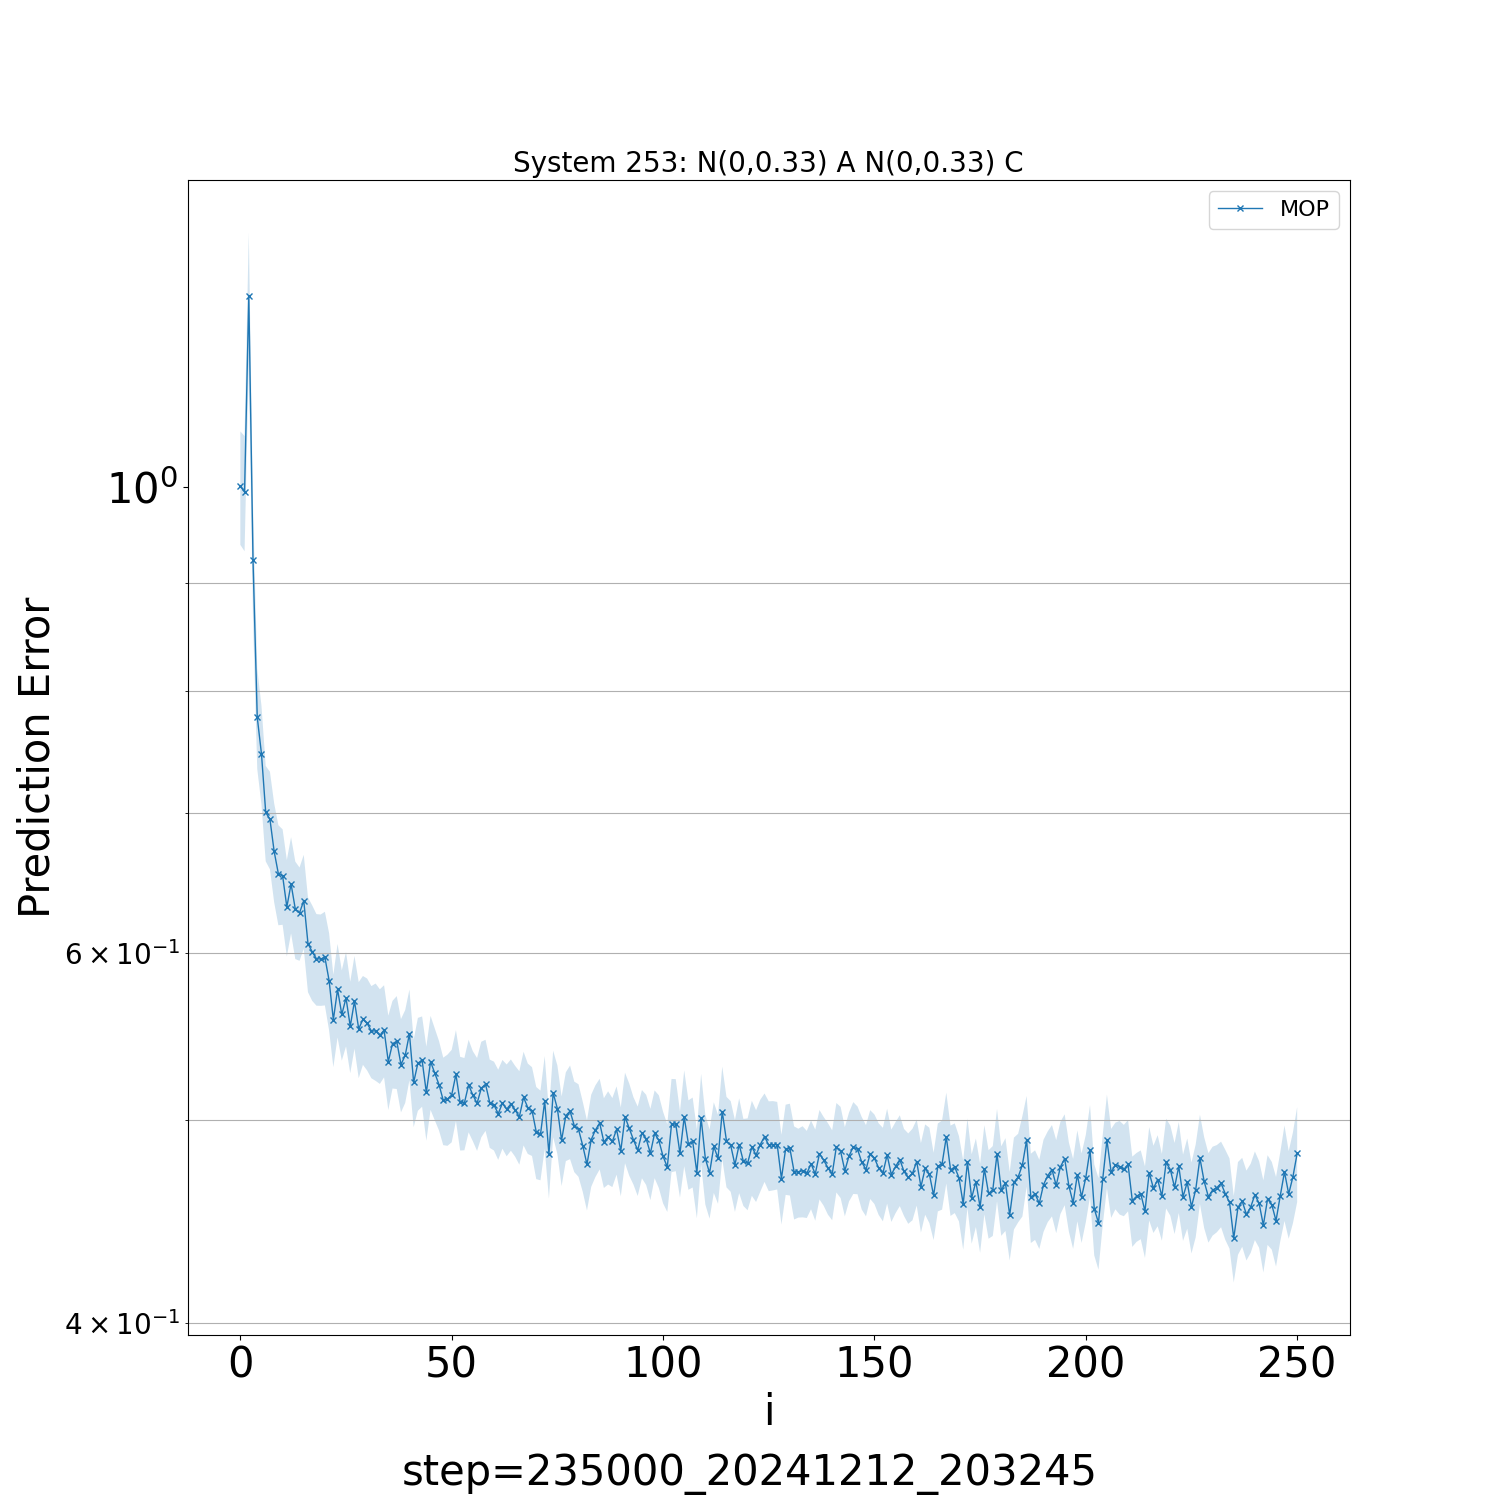 System 253: N(0,0.33) A N(0,0.33) C
MOP
Prediction Error
10⁰
6 × 10⁻¹
4 × 10⁻¹
0 50 100 150 200 250
i
step=235000_20241212_203245